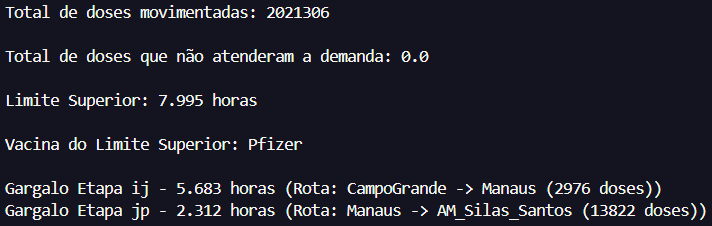 Total de doses movimentadas: 2021306
Total de doses que não atenderam a demanda: 0.0
Limite Superior: 7.995 horas
Vacina do Limite Superior: Pfizer
Gargalo Etapa ij - 5.683 horas (Rota: CampoGrande -> Manaus (2976 doses))
Gargalo Etapa jp - 2.312 horas (Rota: Manaus -> AM_Silas_Santos (13822 doses))